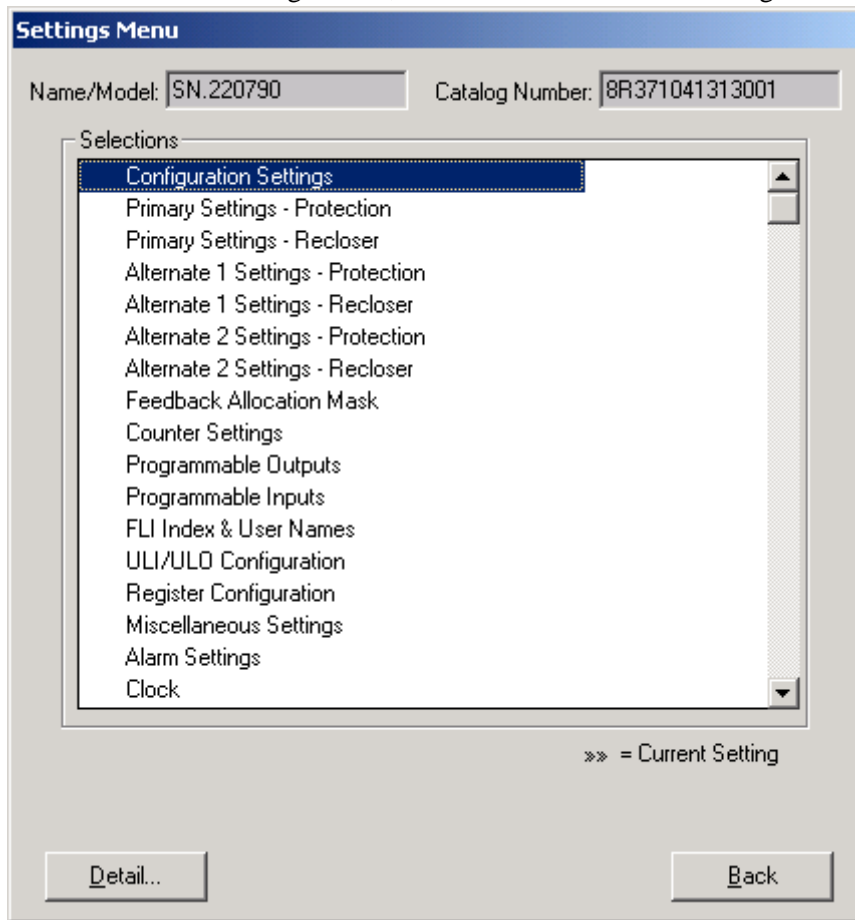 Settings Menu
Name/Model: SN.220790 Catalog Number: 8R371041313001
Selections
Configuration Settings
Primary Settings - Protection
Primary Settings - Recloser
Alternate 1 Settings - Protection
Alternate 1 Settings - Recloser
Alternate 2 Settings - Protection
Alternate 2 Settings - Recloser
Feedback Allocation Mask
Counter Settings
Programmable Outputs
Programmable Inputs
FLI Index & User Names
ULI/ULO Configuration
Register Configuration
Miscellaneous Settings
Alarm Settings
Clock
»» = Current Setting
Detail... Back